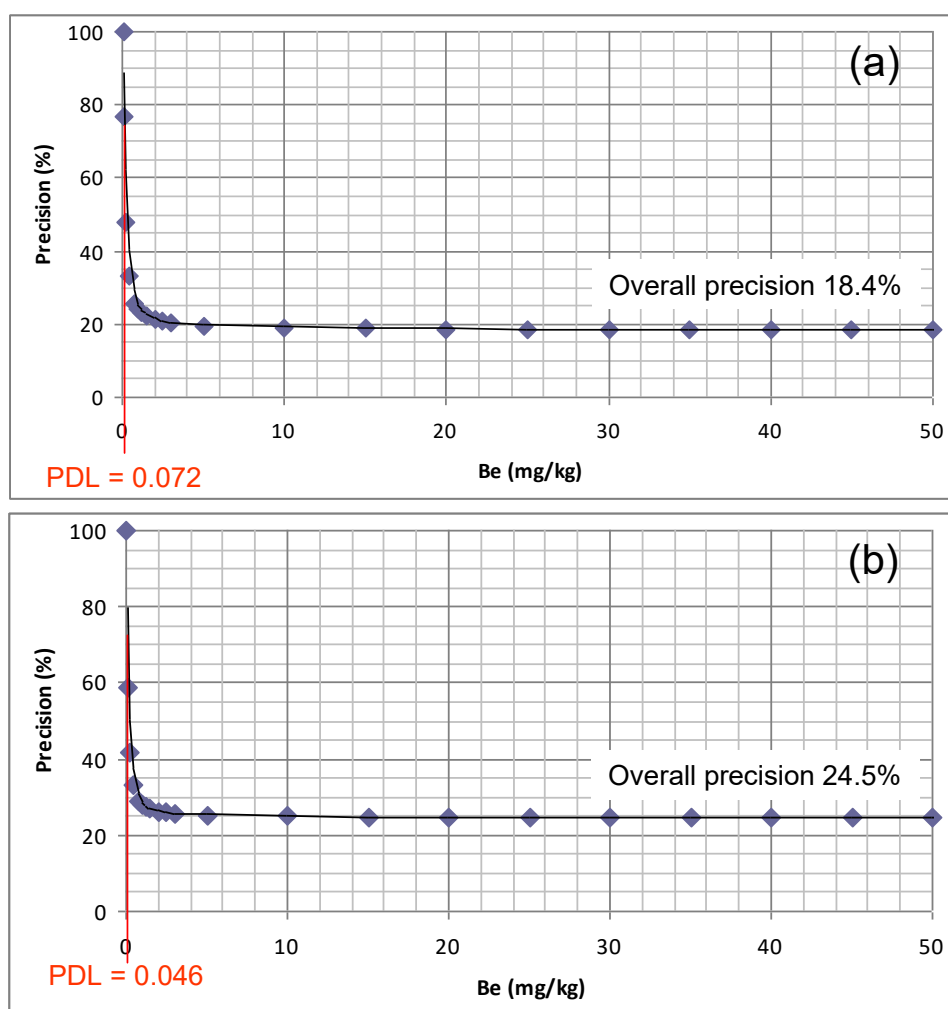 (a)
100
80
60
40
20
0
Precision (%)
Overall precision 18.4%
0 10 20 30 40 50
PDL = 0.072
Be (mg/kg)
(b)
100
80
60
40
20
0
Precision (%)
Overall precision 24.5%
0 10 20 30 40 50
PDL = 0.046
Be (mg/kg)